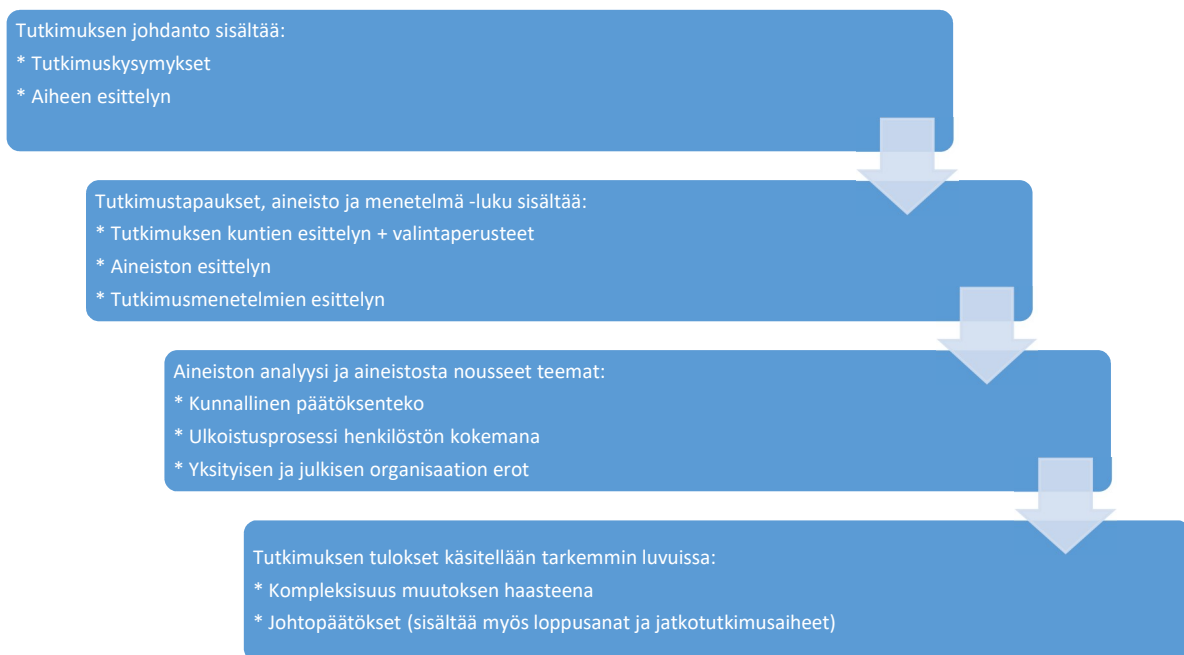 Tutkimuksen johdanto sisältää:
* Tutkimuskysymykset
* Aiheen esittelyn
Tutkimustapaukset, aineisto ja menetelmä -luku sisältää:
* Tutkimuksen kuntien esittelyn + valintaperusteet
* Aineiston esittelyn
* Tutkimusmenetelmien esittelyn
Aineiston analyysi ja aineistosta nousseet teemat:
* Kunnallinen päätöksenteko
* Ulkoistusprosessi henkilöstön kokemana
* Yksityisen ja julkisen organisaation erot
Tutkimuksen tulokset käsitellään tarkemmin luvuissa:
* Kompleksisuus muutoksen haasteena
* Johtopäätökset (sisältää myös loppusanat ja jatkotutkimusaiheet)